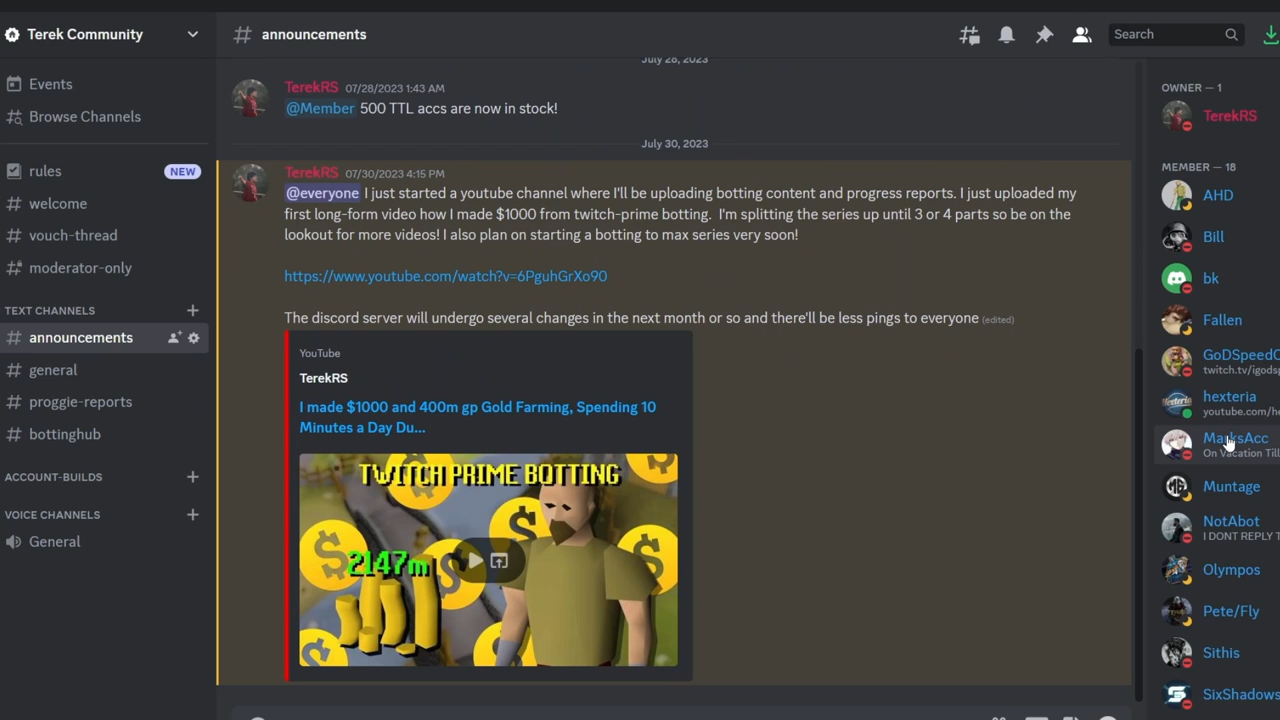 Terek Community
Events
Browse Channels
rules
NEW
welcome
vouch-thread
moderator-only
TEXT CHANNELS
announcements
general
proggie-reports
bottinghub
ACCOUNT-BUILDS
VOICE CHANNELS
General
announcements
Search
July 28, 2023
TerekRS 07/28/2023 1:43 AM
@Member 500 TTL accs are now in stock!
July 30, 2023
TerekRS 07/30/2023 4:15 PM
@everyone I just started a youtube channel where I'll be uploading botting content and progress reports. I just uploaded my
first long-form video how I made $1000 from twitch-prime botting. I'm splitting the series up until 3 or 4 parts so be on the
lookout for more videos! I also plan on starting a botting to max series very soon!
https://www.youtube.com/watch?v=6PguhGrXo90
The discord server will undergo several changes in the next month or so and there'll be less pings to everyone (edited)
YouTube
TerekRS
I made $1000 and 400m gp Gold Farming, Spending 10
Minutes a Day Du...
TWITCH PRIME BOTTING
2147m
OWNER — 1
TerekRS
MEMBER — 18
AHD
Bill
bk
Fallen
GoDSpeed
twitch.tv/igods
hexteria
youtube.com/he
MarksAcc
On Vacation Till
Muntage
NotAbot
I DONT REPLY T
Olympos
Pete/Fly
Sithis
SixShadows